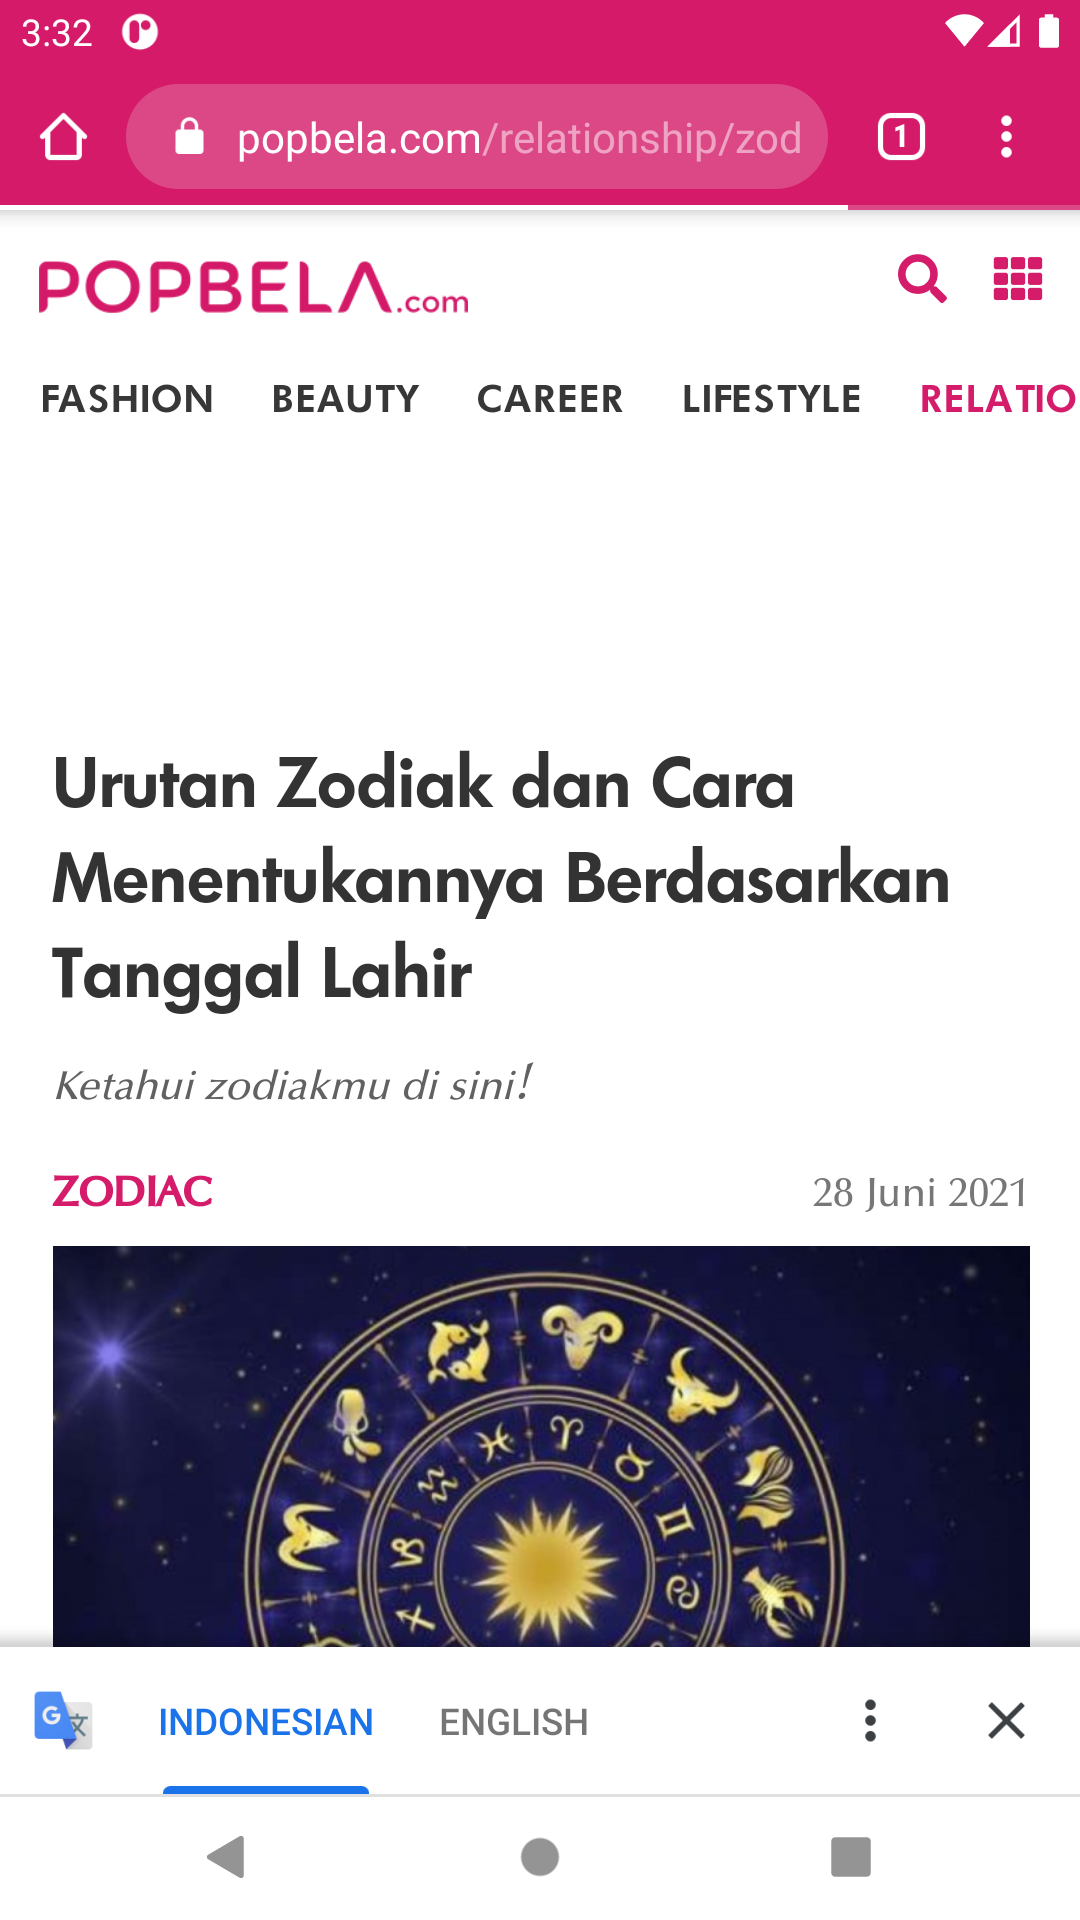 3:32
popbela.com/relationship/zod
1
POPBELA.com
FASHION BEAUTY CAREER LIFESTYLE RELATIO
Urutan Zodiak dan Cara
Menentukannya Berdasarkan
Tanggal Lahir
Ketahui zodiakmu di sini!
ZODIAC 28 Juni 2021
INDONESIAN ENGLISH